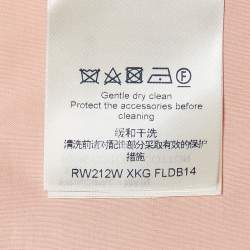 Gentle dry clean
Protect the accessories before
cleaning
缓和干洗
清洗前请对配饰部分采取有效的保护
措施
RW212W XKG FLDB14